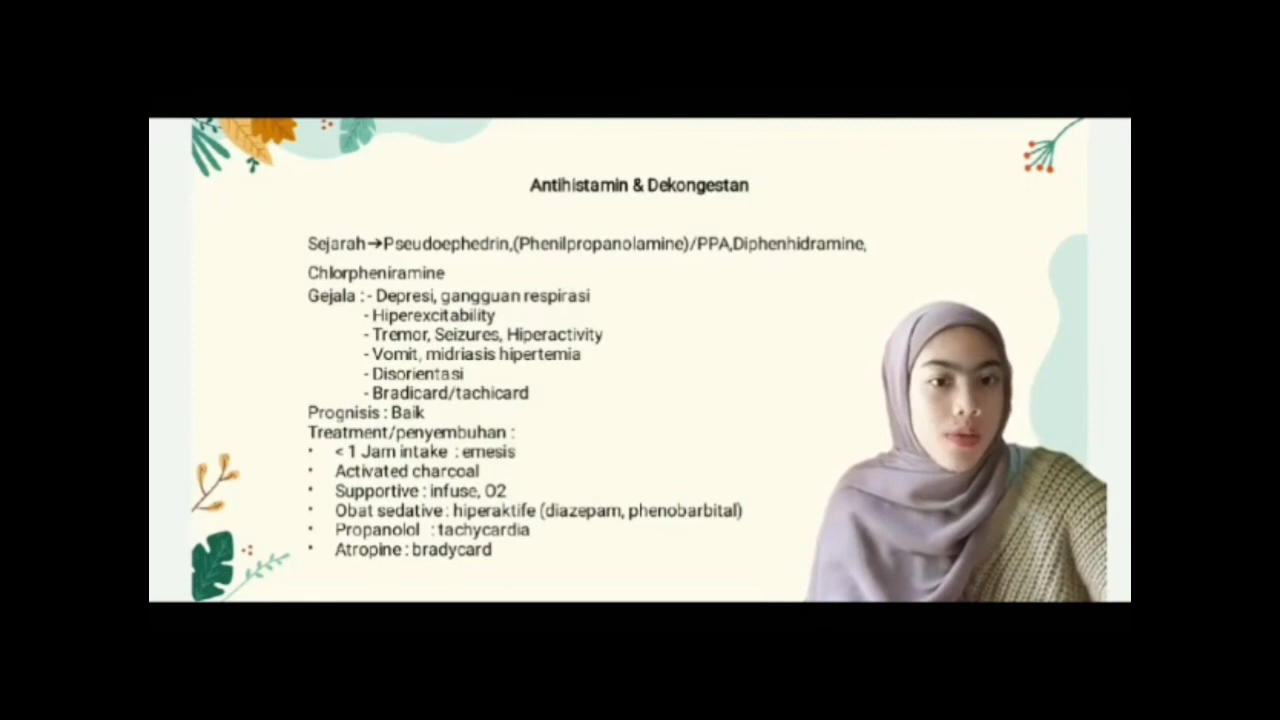 Antihistamin & Dekongestan
Sejarah→Pseudoephedrin,(Phenilpropanolamine)/PPA,Diphenhidramine,
Chlorpheniramine
Gejala : - Depresi, gangguan respirasi
- Hiperexcitability
- Tremor, Seizures, Hiperactivity
- Vomit, midriasis hipertemia
- Disorientasi
- Bradicard/tachicard
Prognisis : Baik
Treatment/penyembuhan :
• < 1 Jam intake : emesis
• Activated charcoal
• Supportive : infuse, O2
• Obat sedative : hiperaktife (diazepam, phenobarbital)
• Propanolol : tachycardia
• Atropine : bradycard